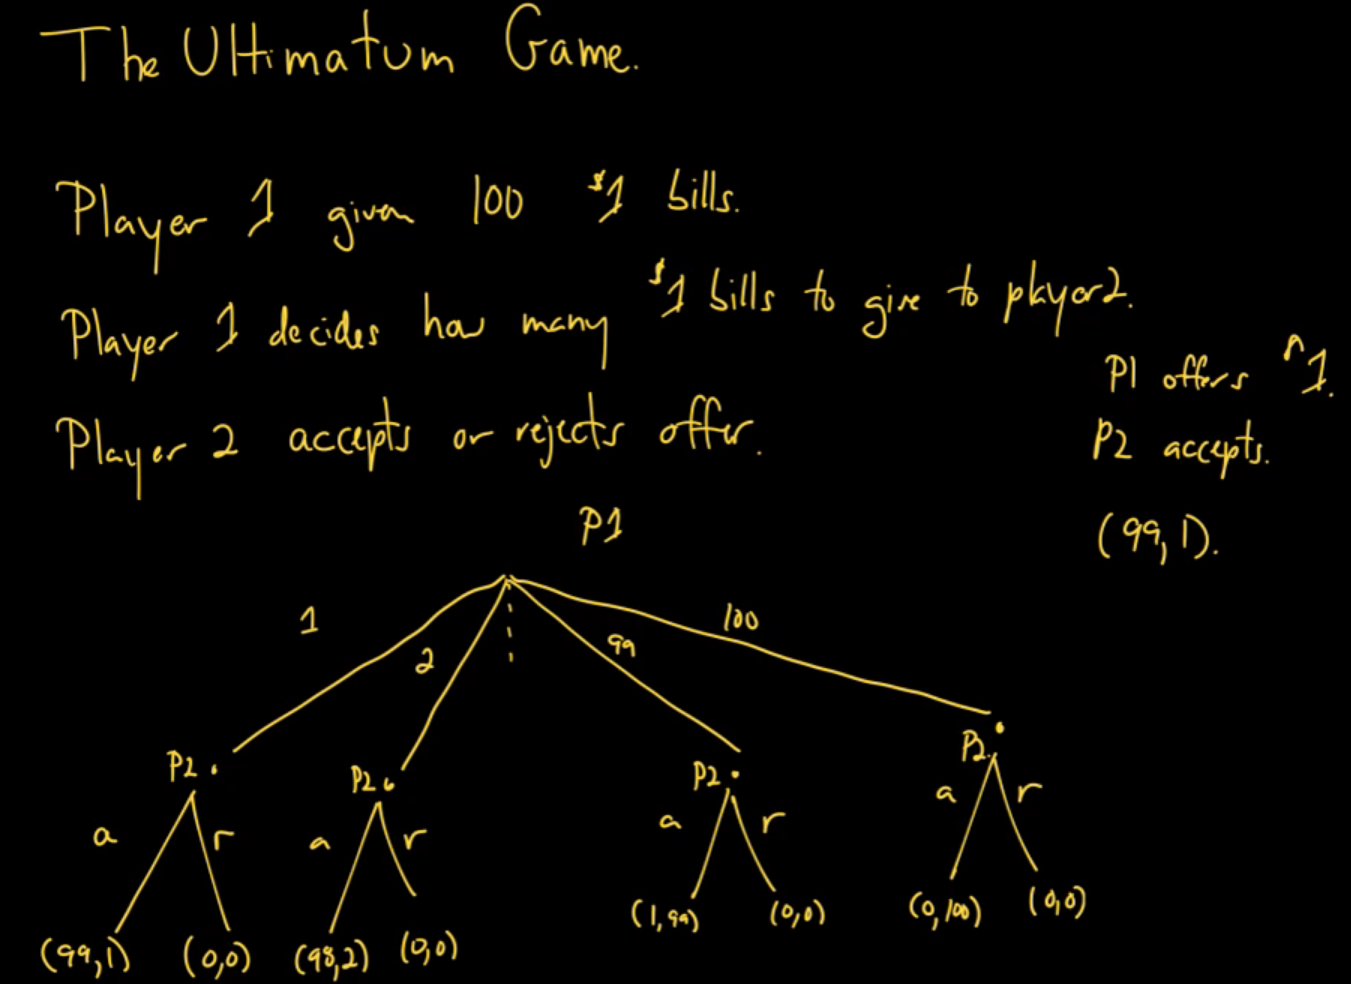 The Ultimatum Game.
Player 1 given 100 $1 bills.
Player 1 decides how many $1 bills to give to player 2.
Player 2 accepts or rejects offer.
P1 offers $1.
P2 accepts.
(99, 1).
P1
1 2 99 100
P2 P2 P2 P2
a r a r a r a r
(99,1) (0,0) (98,2) (0,0) (1,99) (0,0) (0,100) (0,0)